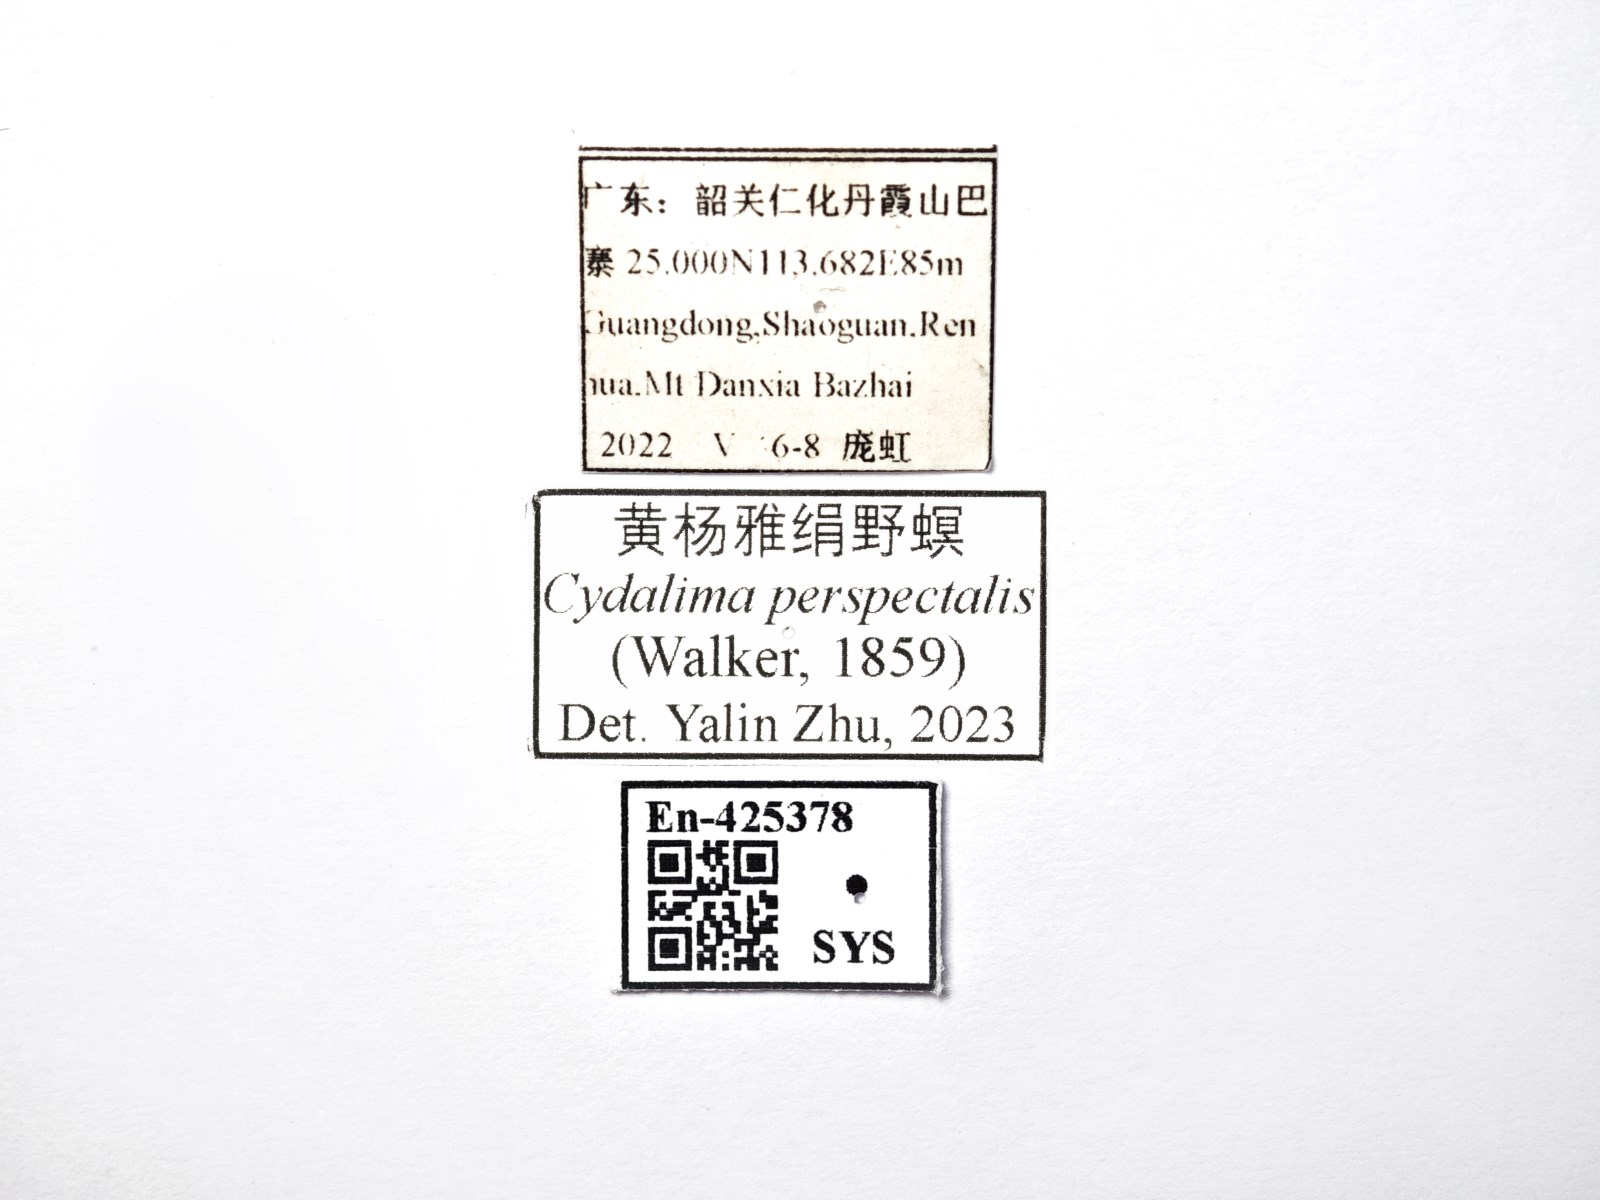 广东：韶关仁化丹霞山巴
寨 25.000N113.682E85m
Guangdong,Shaoguan.Ren
hua.Mt Danxia Bazhai
2022 V 6-8 庞虹
黄杨雅绢野螟
Cydalima perspectalis
(Walker, 1859)
Det. Yalin Zhu, 2023
En-425378
SYS